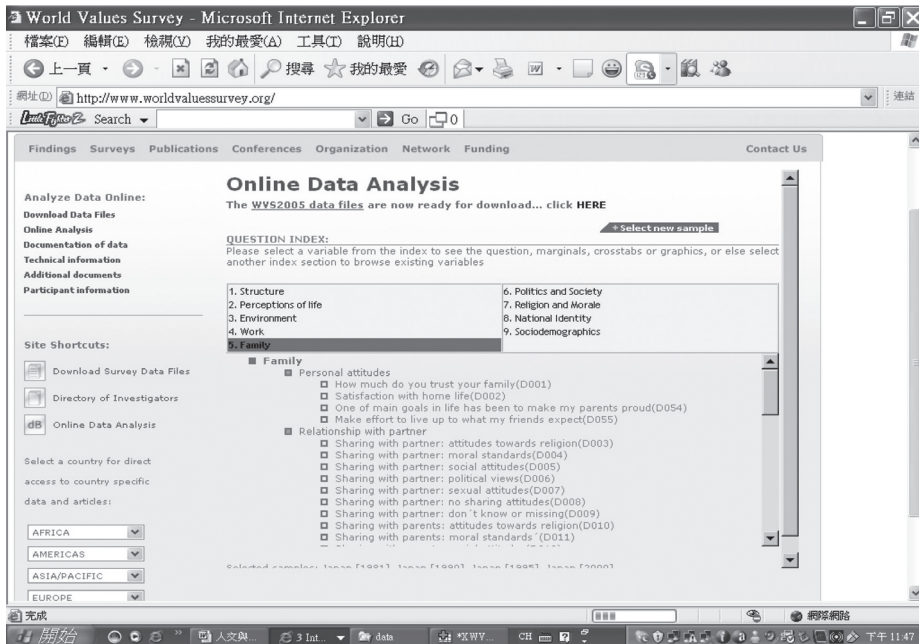 World Values Survey - Microsoft Internet Explorer
檔案(F) 編輯(E) 檢視(V) 我的最愛(A) 工具(T) 說明(H)
上一頁 搜尋 我的最愛
網址(D) http://www.worldvaluessurvey.org/ 連結
Search Go 0
Findings Surveys Publications Conferences Organization Network Funding Contact Us
Analyze Data Online:
Download Data Files
Online Analysis
Documentation of data
Technical information
Additional documents
Participant information
Site Shortcuts:
Download Survey Data Files
Directory of Investigators
dB Online Data Analysis
Select a country for direct
access to country specific
data and articles:
AFRICA
AMERICAS
ASIA/PACIFIC
EUROPE
Online Data Analysis
The WVS2005 data files are now ready for download... click HERE
+ Select new sample
QUESTION INDEX:
Please select a variable from the index to see the question, marginals, crosstabs or graphics, or else select
another index section to browse existing variables
1. Structure
2. Perceptions of life
3. Environment
4. Work
5. Family
6. Politics and Society
7. Religion and Morale
8. National Identity
9. Sociodemographics
Family
Personal attitudes
How much do you trust your family(D001)
Satisfaction with home life(D002)
One of main goals in life has been to make my parents proud(D054)
Make effort to live up to what my friends expect(D055)
Relationship with partner
Sharing with partner: attitudes towards religion(D003)
Sharing with partner: moral standards(D004)
Sharing with partner: social attitudes(D005)
Sharing with partner: political views(D006)
Sharing with partner: sexual attitudes(D007)
Sharing with partner: no sharing attitudes(D008)
Sharing with partner: don´t know or missing(D009)
Sharing with parents: attitudes towards religion(D010)
Sharing with parents: moral standards´(D011)
Selected samples: Japan [1981], Japan [1990], Japan [1995], Japan [2000]
完成 網際網路
開始 人文與... 3 Int... data *XWV... CH 下午 11:47